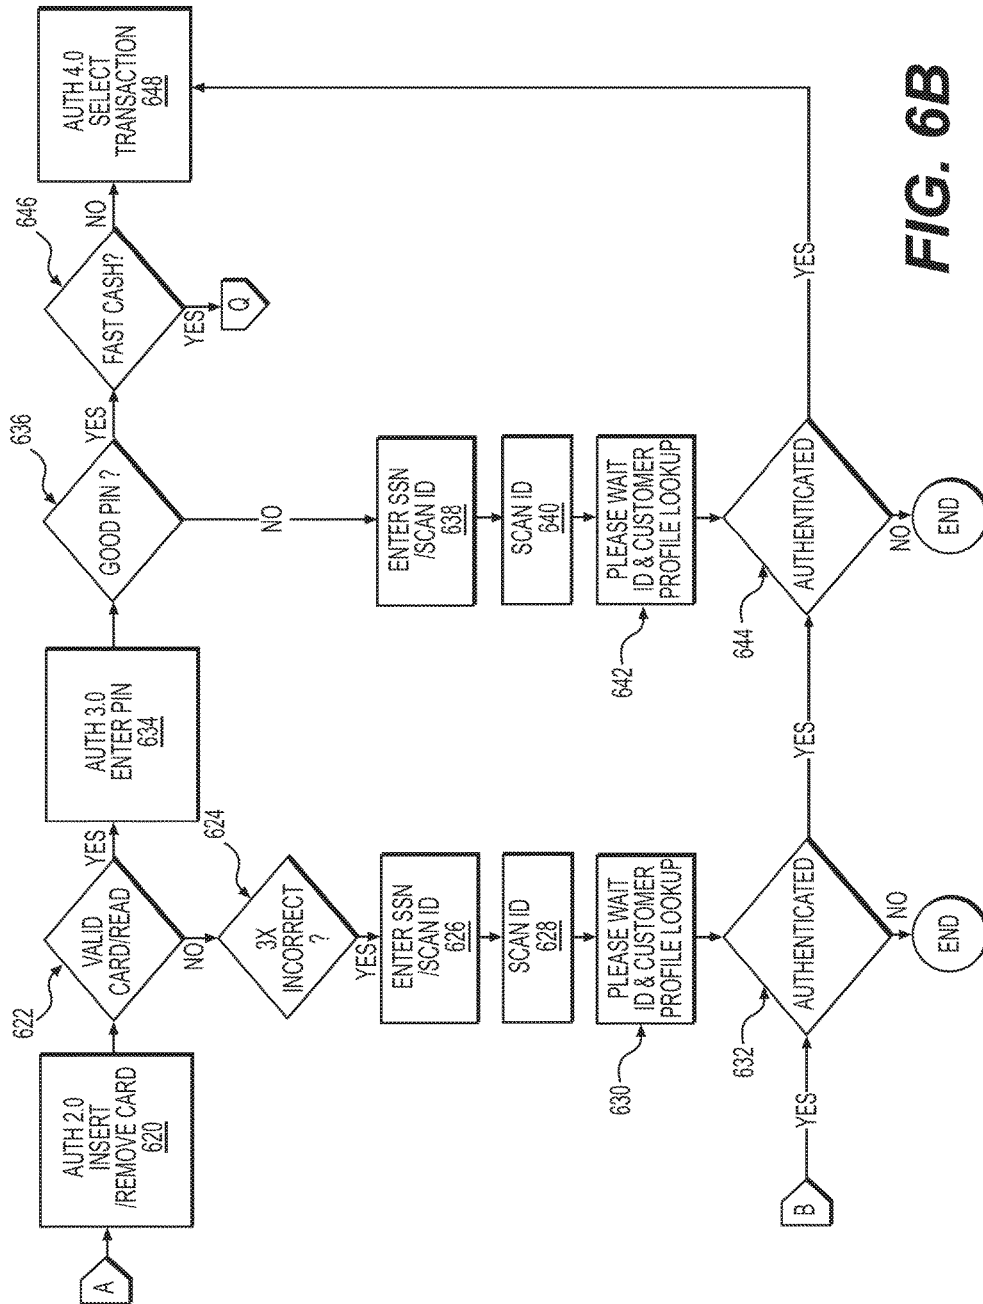 A
AUTH 2.0
INSERT
/REMOVE CARD
620
622
VALID
CARD/READ
YES
NO
AUTH 3.0
ENTER PIN
634
636
GOOD PIN ?
YES
NO
646
FAST CASH?
NO
YES
Q
AUTH 4.0
SELECT
TRANSACTION
648
624
3X
INCORRECT
?
YES
ENTER SSN
/SCAN ID
626
SCAN ID
628
PLEASE WAIT
ID & CUSTOMER
PROFILE LOOKUP
630
ENTER SSN
/SCAN ID
638
SCAN ID
640
PLEASE WAIT
ID & CUSTOMER
PROFILE LOOKUP
642
B
YES
632
AUTHENTICATED
YES
NO
END
644
AUTHENTICATED
YES
NO
END
FIG. 6B